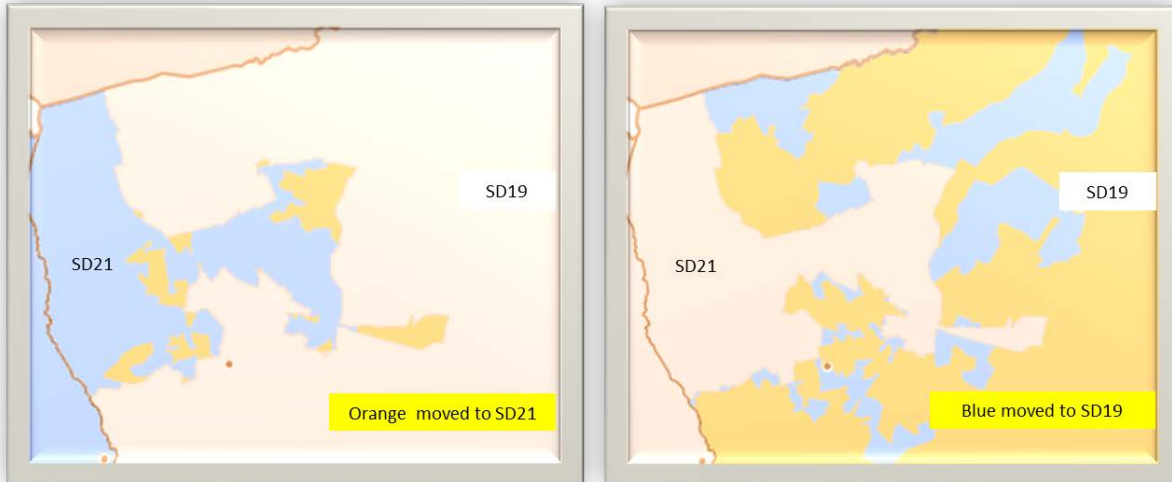 SD19
SD21
Orange moved to SD21
SD19
SD21
Blue moved to SD19